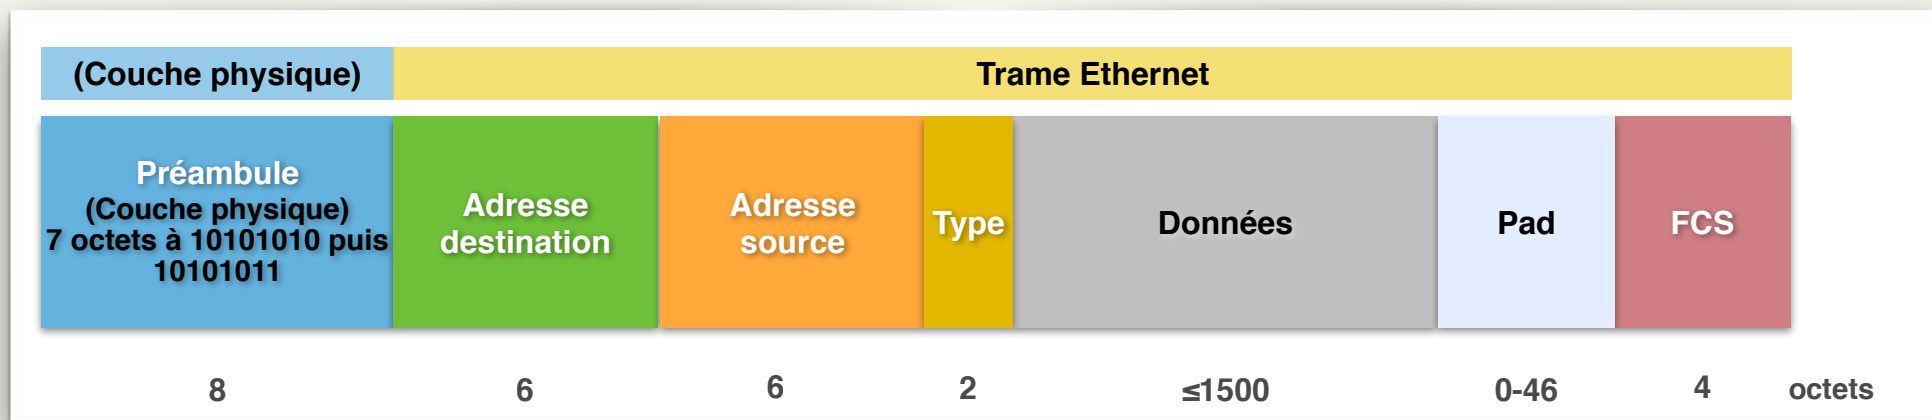 (Couche physique)
Trame Ethernet
Préambule
(Couche physique)
7 octets à 10101010 puis
10101011
Adresse
destination
Adresse
source
Type
Données
Pad
FCS
8
6
6
2
≤1500
0-46
4
octets